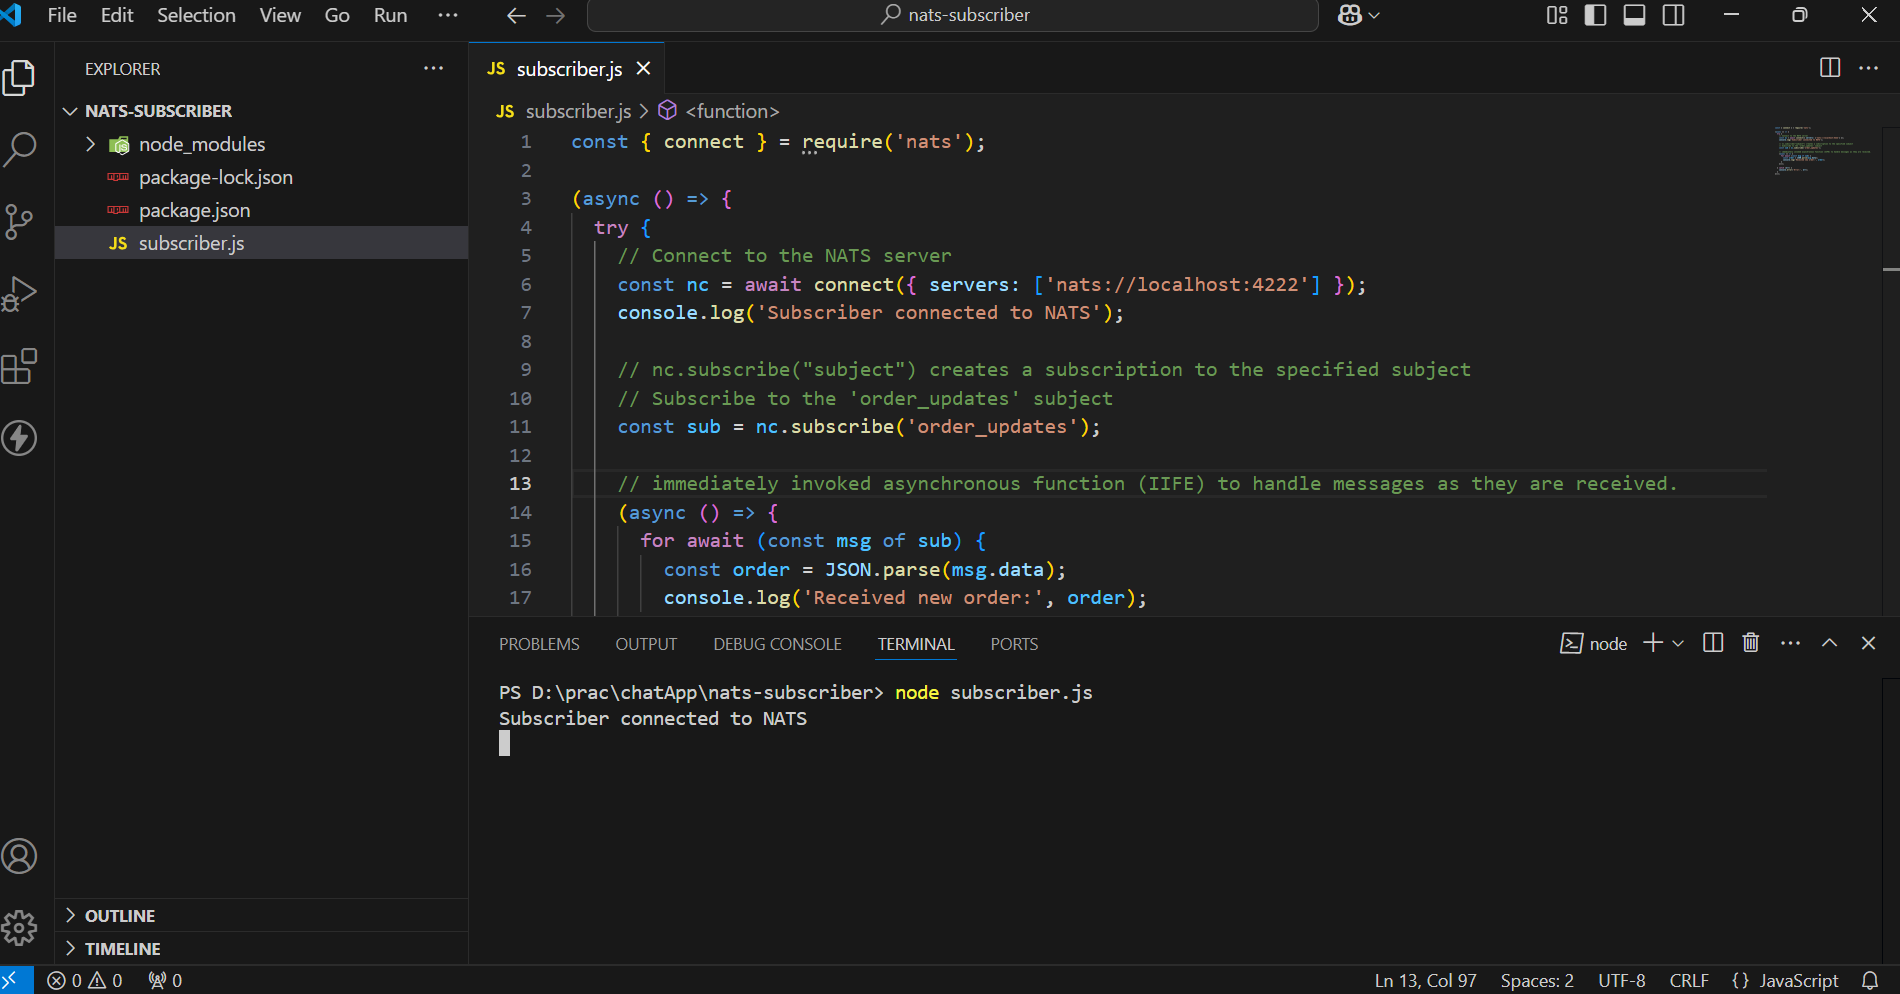 File Edit Selection View Go Run ···
nats-subscriber
EXPLORER ···
NATS-SUBSCRIBER
node_modules
package-lock.json
package.json
JS subscriber.js
OUTLINE
TIMELINE
JS subscriber.js
JS subscriber.js > <function>
1 const { connect } = require('nats');
2
3 (async () => {
4 try {
5 // Connect to the NATS server
6 const nc = await connect({ servers: ['nats://localhost:4222'] });
7 console.log('Subscriber connected to NATS');
8
9 // nc.subscribe("subject") creates a subscription to the specified subject
10 // Subscribe to the 'order_updates' subject
11 const sub = nc.subscribe('order_updates');
12
13 // immediately invoked asynchronous function (IIFE) to handle messages as they are received.
14 (async () => {
15 for await (const msg of sub) {
16 const order = JSON.parse(msg.data);
17 console.log('Received new order:', order);
PROBLEMS OUTPUT DEBUG CONSOLE TERMINAL PORTS
node
PS D:\prac\chatApp\nats-subscriber> node subscriber.js
Subscriber connected to NATS
0 0 0
Ln 13, Col 97 Spaces: 2 UTF-8 CRLF {} JavaScript